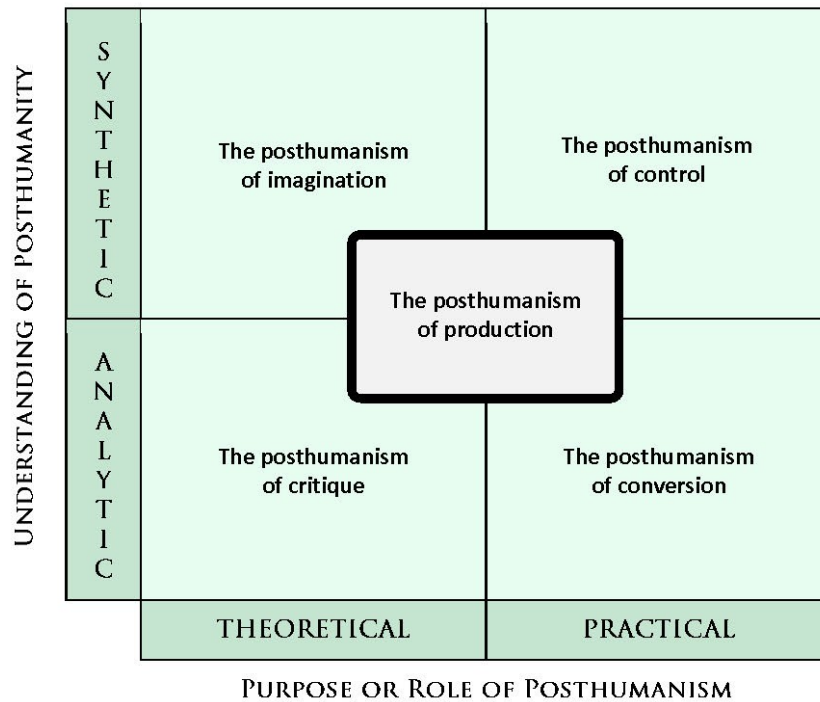 UNDERSTANDING OF POSTHUMANITY
SYNTHETIC
The posthumanism
of imagination
The posthumanism
of control
The posthumanism
of production
ANALYTIC
The posthumanism
of critique
The posthumanism
of conversion
THEORETICAL
PRACTICAL
PURPOSE OR ROLE OF POSTHUMANISM